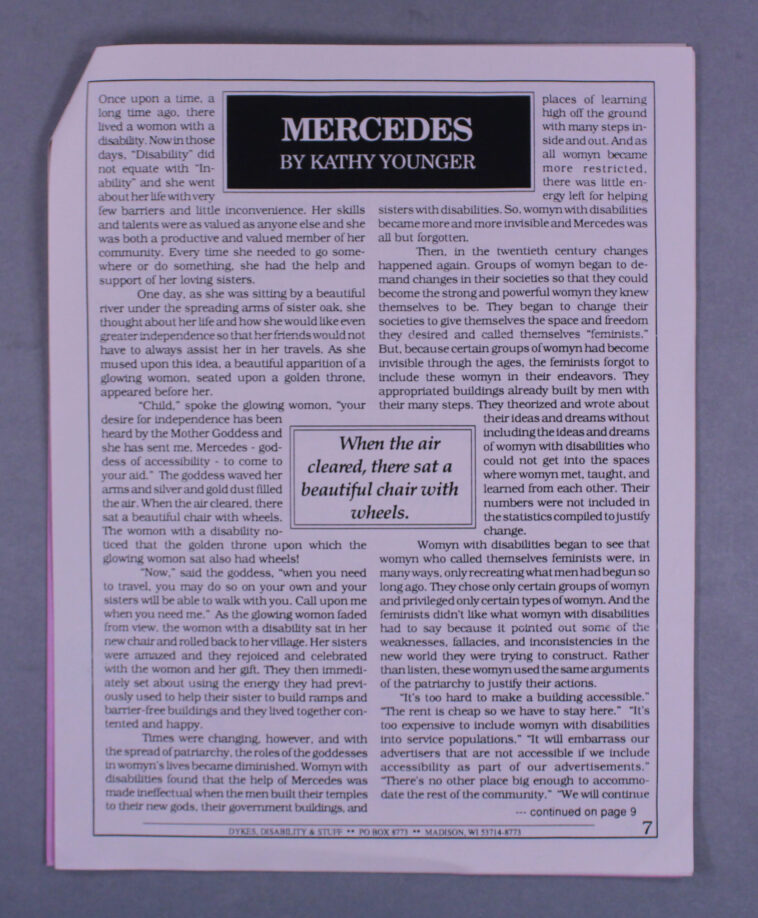 MERCEDES
BY KATHY YOUNGER
Once upon a time, a
long time ago, there
lived a womon with a
disability. Now in those
days, "Disability" did
not equate with "In-
ability" and she went
about her life with very
few barriers and little inconvenience. Her skills
and talents were as valued as anyone else and she
was both a productive and valued member of her
community. Every time she needed to go some-
where or do something, she had the help and
support of her loving sisters.
One day, as she was sitting by a beautiful
river under the spreading arms of sister oak, she
thought about her life and how she would like even
greater independence so that her friends would not
have to always assist her in her travels. As she
mused upon this idea, a beautiful apparition of a
glowing womon, seated upon a golden throne,
appeared before her.
"Child," spoke the glowing womon, "your
desire for independence has been
heard by the Mother Goddess and
she has sent me, Mercedes - god-
dess of accessibility - to come to
your aid." The goddess waved her
arms and silver and gold dust filled
the air. When the air cleared, there
sat a beautiful chair with wheels.
The womon with a disability no-
ticed that the golden throne upon which the
glowing womon sat also had wheels!
"Now," said the goddess, "when you need
to travel, you may do so on your own and your
sisters will be able to walk with you. Call upon me
when you need me." As the glowing womon faded
from view, the womon with a disability sat in her
new chair and rolled back to her village. Her sisters
were amazed and they rejoiced and celebrated
with the womon and her gift. They then immedi-
ately set about using the energy they had previ-
ously used to help their sister to build ramps and
barrier-free buildings and they lived together con-
tented and happy.
Times were changing, however, and with
the spread of patriarchy, the roles of the goddesses
in womyn's lives became diminished. Womyn with
disabilities found that the help of Mercedes was
made ineffectual when the men built their temples
to their new gods, their government buildings, and
When the air
cleared, there sat a
beautiful chair with
wheels.
places of learning
high off the ground
with many steps in-
side and out. And as
all womyn became
more restricted,
there was little en-
ergy left for helping
sisters with disabilities. So, womyn with disabilities
became more and more invisible and Mercedes was
all but forgotten.
Then, in the twentieth century changes
happened again. Groups of womyn began to de-
mand changes in their societies so that they could
become the strong and powerful womyn they knew
themselves to be. They began to change their
societies to give themselves the space and freedom
they desired and called themselves "feminists."
But, because certain groups of womyn had become
invisible through the ages, the feminists forgot to
include these womyn in their endeavors. They
appropriated buildings already built by men with
their many steps. They theorized and wrote about
their ideas and dreams without
including the ideas and dreams
of womyn with disabilities who
could not get into the spaces
where womyn met, taught, and
learned from each other. Their
numbers were not included in
the statistics compiled to justify
change.
Womyn with disabilities began to see that
womyn who called themselves feminists were, in
many ways, only recreating what men had begun so
long ago. They chose only certain groups of womyn
and privileged only certain types of womyn. And the
feminists didn't like what womyn with disabilities
had to say because it pointed out some of the
weaknesses, fallacies, and inconsistencies in the
new world they were trying to construct. Rather
than listen, these womyn used the same arguments
of the patriarchy to justify their actions.
"It's too hard to make a building accessible."
"The rent is cheap so we have to stay here." "It's
too expensive to include womyn with disabilities
into service populations." "It will embarrass our
advertisers that are not accessible if we include
accessibility as part of our advertisements."
"There's no other place big enough to accommo-
date the rest of the community." "We will continue
--- continued on page 9
DYKES, DISABILITY & STUFF ** PO BOX 8773 ** MADISON, WI 53714-8773
7